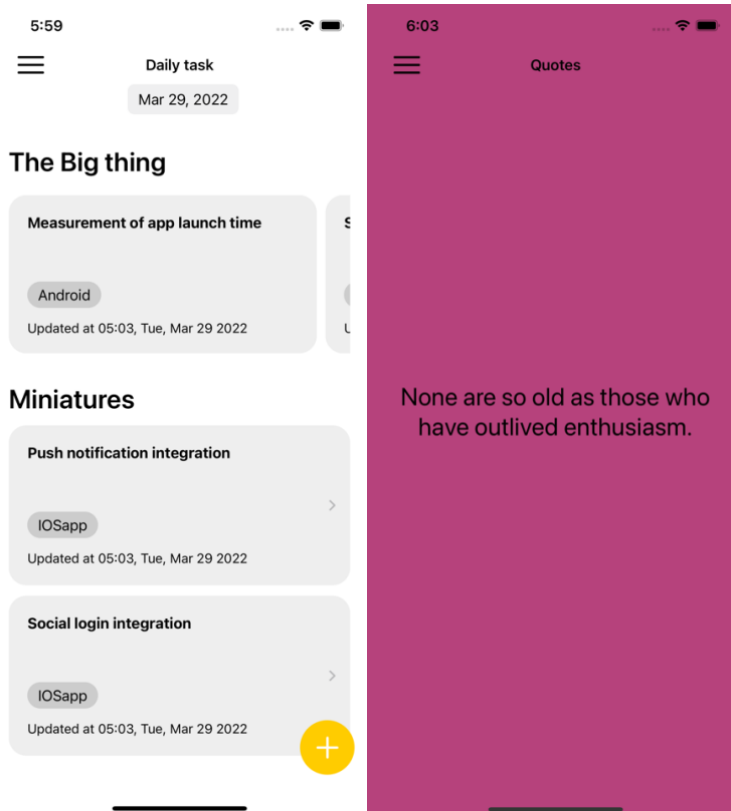 5:59
Daily task
Mar 29, 2022
The Big thing
Measurement of app launch time
Android
Updated at 05:03, Tue, Mar 29 2022
Miniatures
Push notification integration
IOSapp
Updated at 05:03, Tue, Mar 29 2022
Social login integration
IOSapp
Updated at 05:03, Tue, Mar 29 2022
6:03
Quotes
None are so old as those who
have outlived enthusiasm.